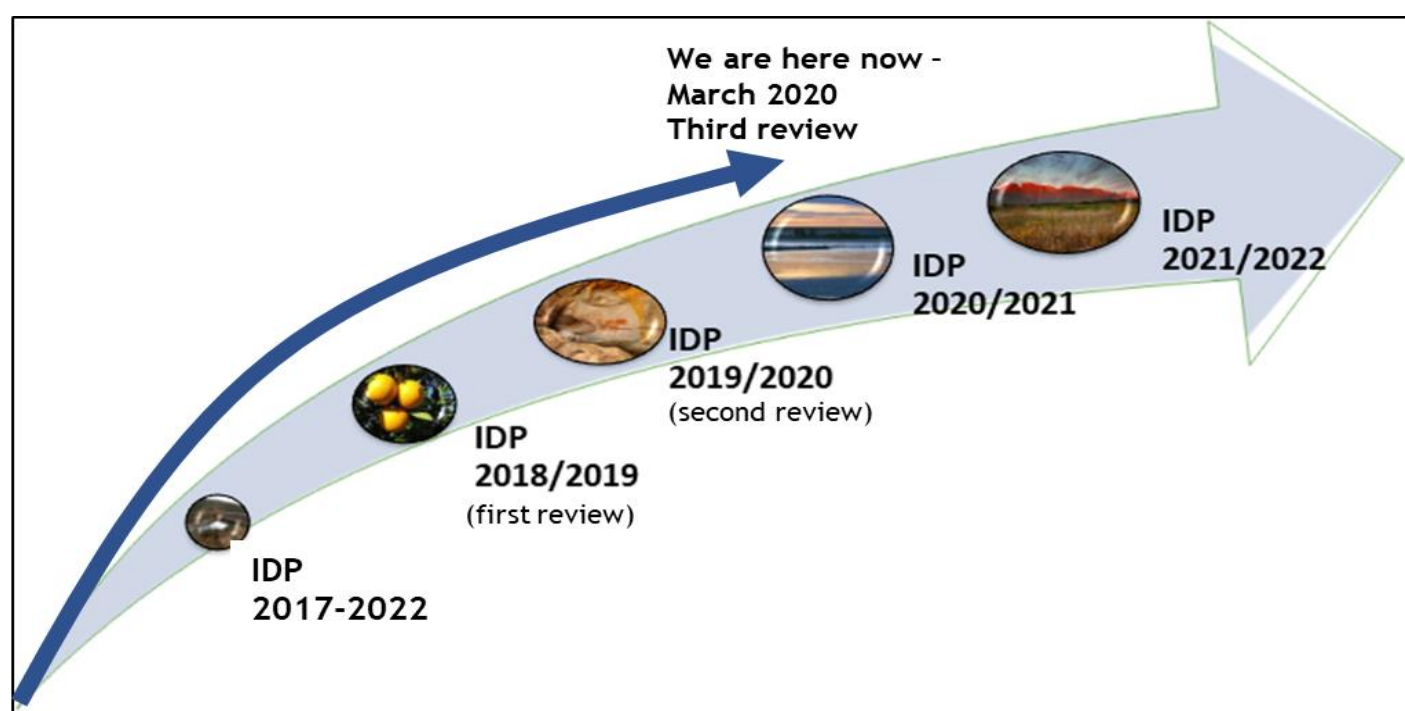 We are here now –
March 2020
Third review
IDP
2021/2022
IDP
2020/2021
IDP
2019/2020
(second review)
IDP
2018/2019
(first review)
IDP
2017-2022